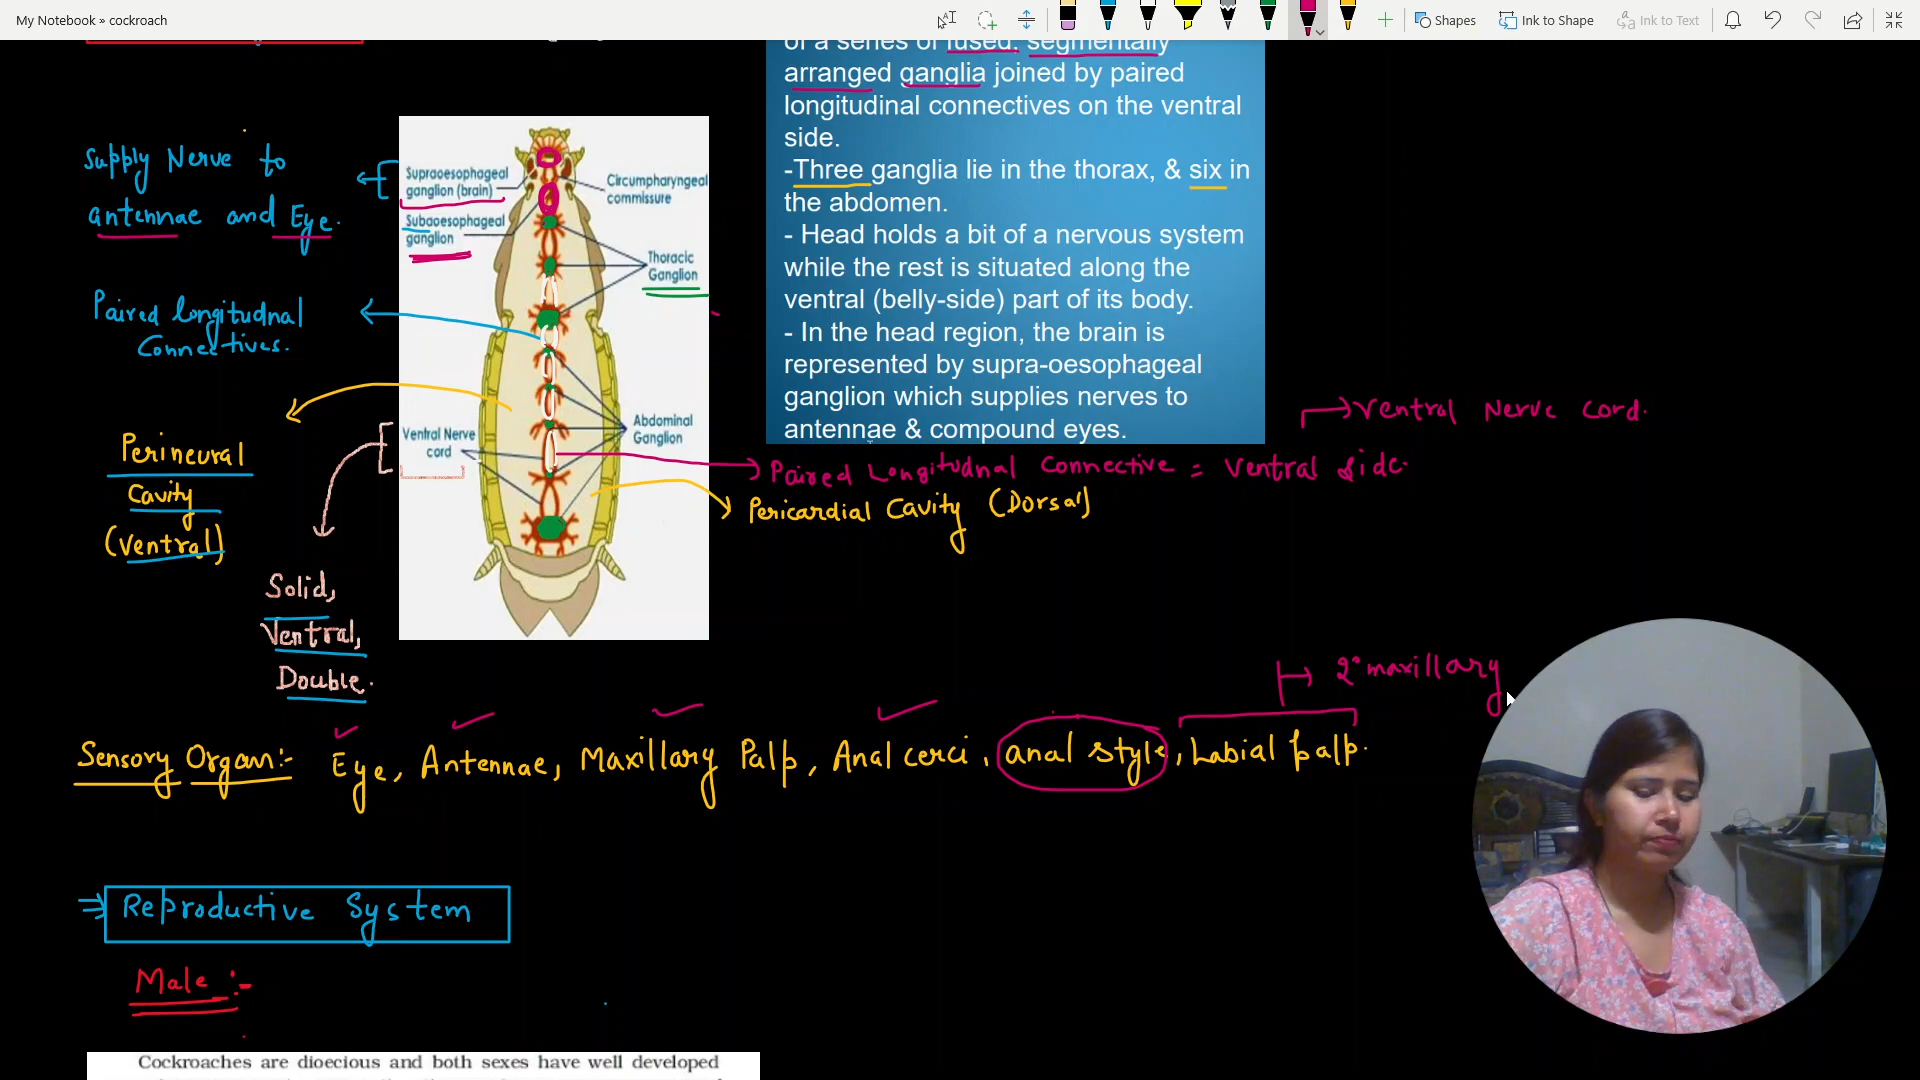 My Notebook » cockroach
Shapes
Ink to Shape
Ink to Text
of a series of fused, segmentally
arranged ganglia joined by paired
longitudinal connectives on the ventral
side.
-Three ganglia lie in the thorax, & six in
the abdomen.
- Head holds a bit of a nervous system
while the rest is situated along the
ventral (belly-side) part of its body.
- In the head region, the brain is
represented by supra-oesophageal
ganglion which supplies nerves to
antennae & compound eyes.
Supply Nerve to
antennae and Eye.
Paired longitudnal
Connectives.
Perineural
Cavity
(Ventral)
Solid,
Ventral,
Double.
Supraoesophageal
ganglion (brain)
Subaoesophageal
ganglion
Circumpharyngeal
commissure
Thoracic
Ganglion
Abdominal
Ganglion
Ventral Nerve
cord
Ventral Nerve Cord.
Paired Longitudnal Connective = Ventral side.
Pericardial Cavity (Dorsal)
2° maxillary
Sensory Organ:- Eye, Antennae, Maxillary Palp, Anal cerci, anal style, Labial palp.
⇒ Reproductive System
Male :-
Cockroaches are dioecious and both sexes have well developed